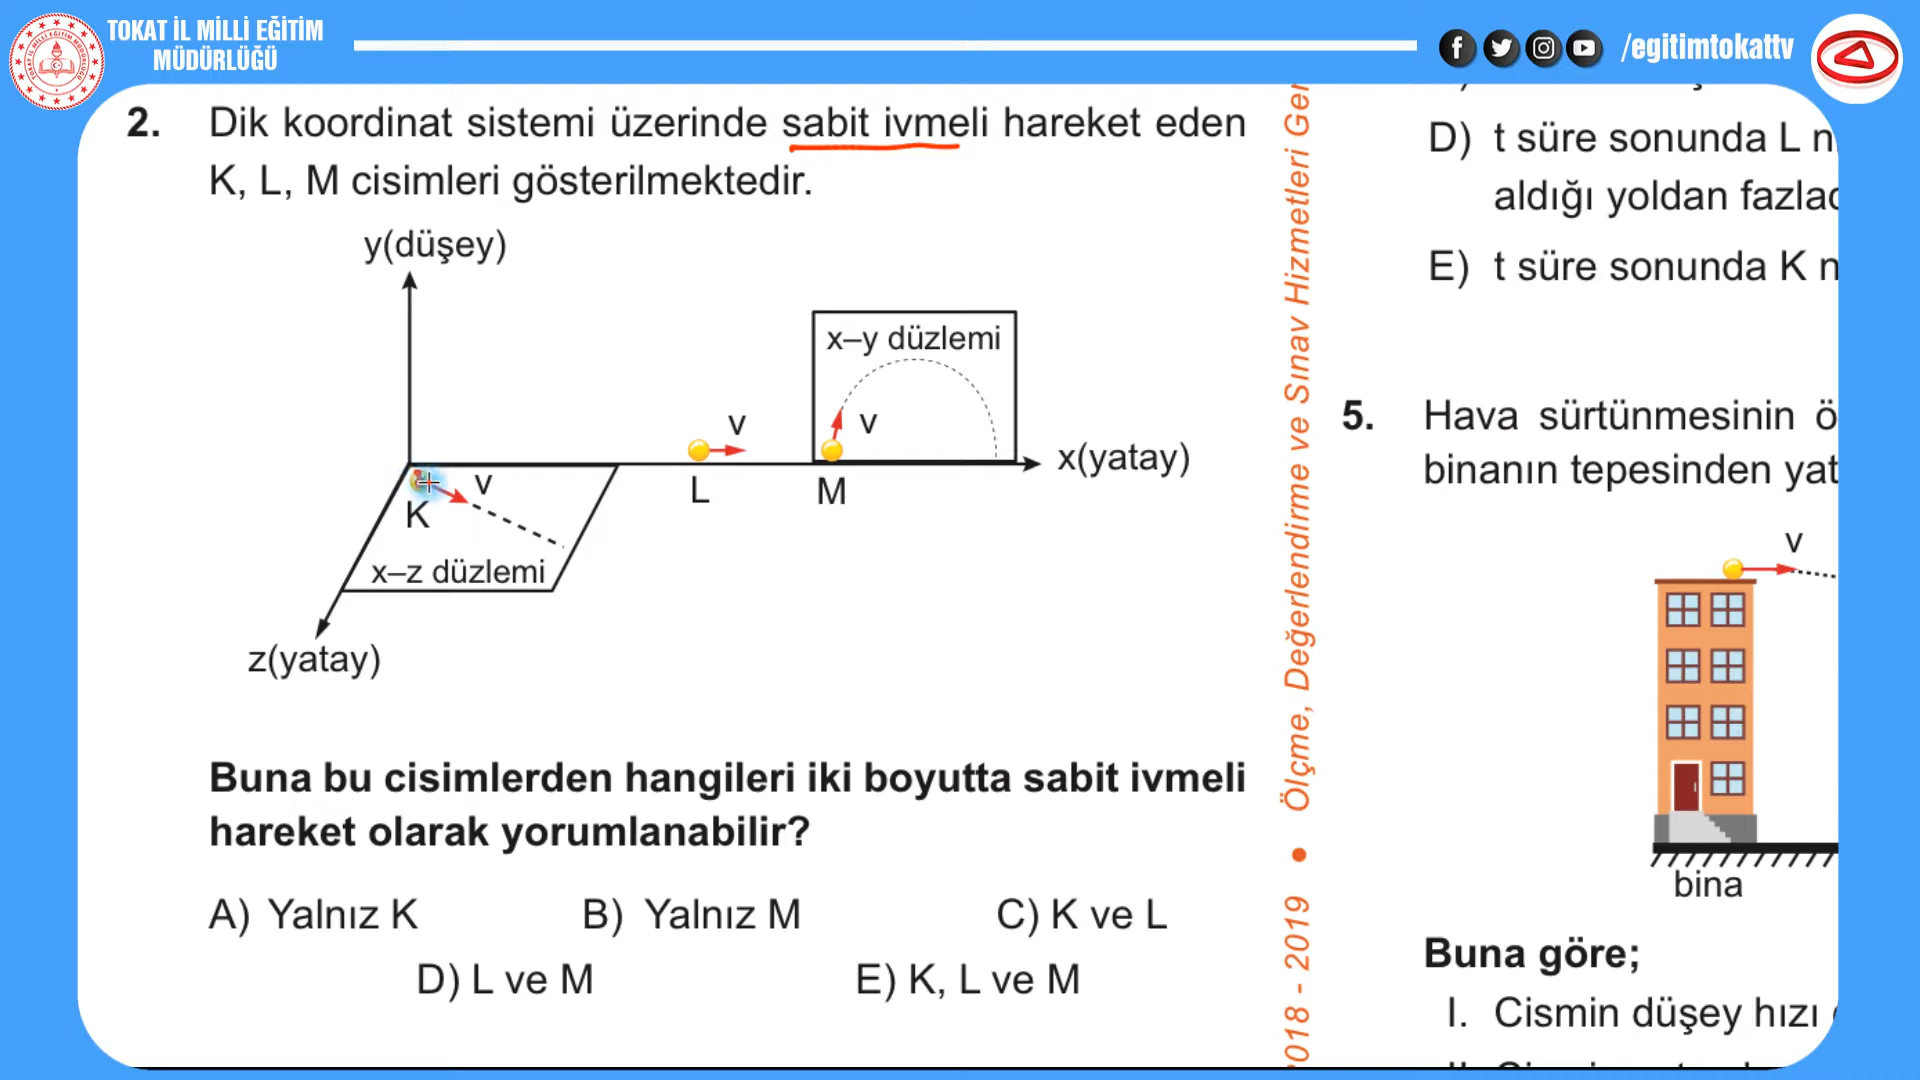 TOKAT İL MİLLİ EĞİTİM
MÜDÜRLÜĞÜ
/egitimtokattv
2. Dik koordinat sistemi üzerinde sabit ivmeli hareket eden
K, L, M cisimleri gösterilmektedir.
y(düşey)
x–y düzlemi
v
v
x(yatay)
L
M
v
K
x–z düzlemi
z(yatay)
Buna bu cisimlerden hangileri iki boyutta sabit ivmeli
hareket olarak yorumlanabilir?
A) Yalnız K
B) Yalnız M
C) K ve L
D) L ve M
E) K, L ve M
018 - 2019 • Ölçme, Değerlendirme ve Sınav Hizmetleri
D) t süre sonunda L
aldığı yoldan
E) t süre sonunda K
5. Hava sürtünmesinin
binanın tepesinden
v
bina
Buna göre;
I. Cismin düşey hızı